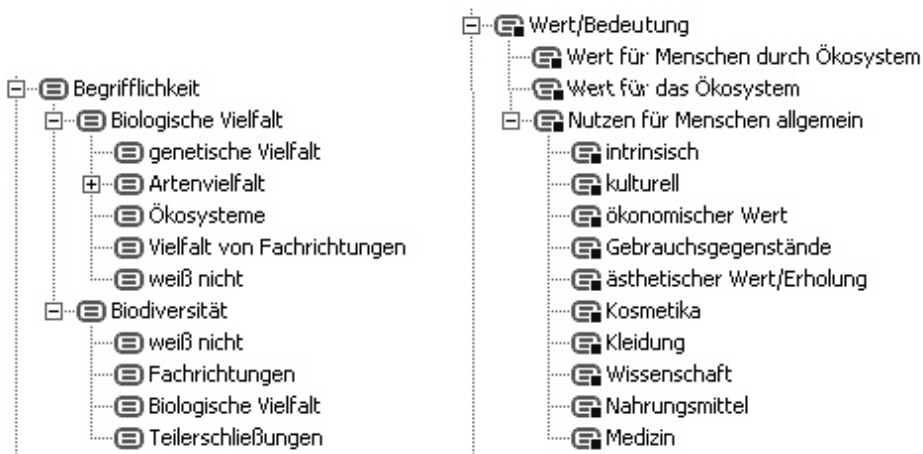 Begrifflichkeit
Biologische Vielfalt
genetische Vielfalt
Artenvielfalt
Ökosysteme
Vielfalt von Fachrichtungen
weiß nicht
Biodiversität
weiß nicht
Fachrichtungen
Biologische Vielfalt
Teilerschließungen
Wert/Bedeutung
Wert für Menschen durch Ökosystem
Wert für das Ökosystem
Nutzen für Menschen allgemein
intrinsisch
kulturell
ökonomischer Wert
Gebrauchsgegenstände
ästhetischer Wert/Erholung
Kosmetika
Kleidung
Wissenschaft
Nahrungsmittel
Medizin